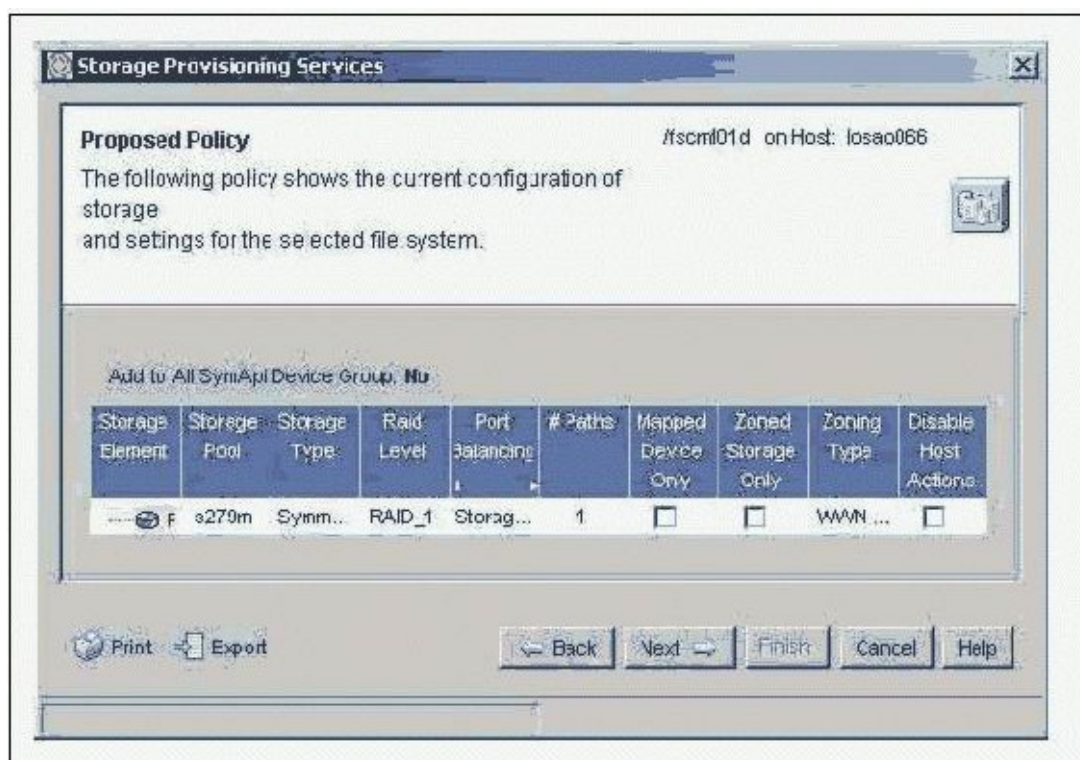 Storage Provisioning Services
Proposed Policy
/fscml01d on Host: losao066
The following policy shows the current configuration of
storage
and settings for the selected file system.
Add to All SymApi Device Group: No
Storage Element
Storage Pool
Storage Type
Raid Level
Port Balancing
# Paths
Mapped Device Only
Zoned Storage Only
Zoning Type
Disable Host Actions
F
s279m
Symm...
RAID_1
Storag...
1
WWN ...
Print
Export
Back
Next
Finish
Cancel
Help